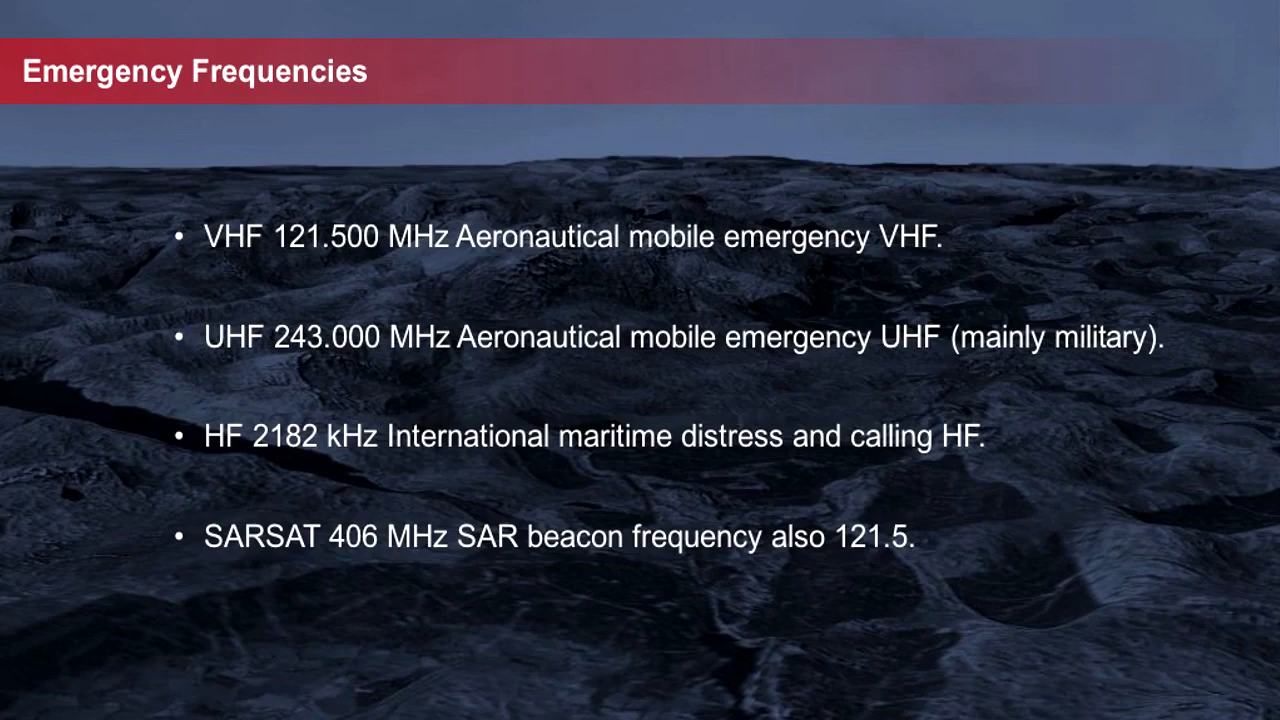 Emergency Frequencies
• VHF 121.500 MHz Aeronautical mobile emergency VHF.
• UHF 243.000 MHz Aeronautical mobile emergency UHF (mainly military).
• HF 2182 kHz International maritime distress and calling HF.
• SARSAT 406 MHz SAR beacon frequency also 121.5.